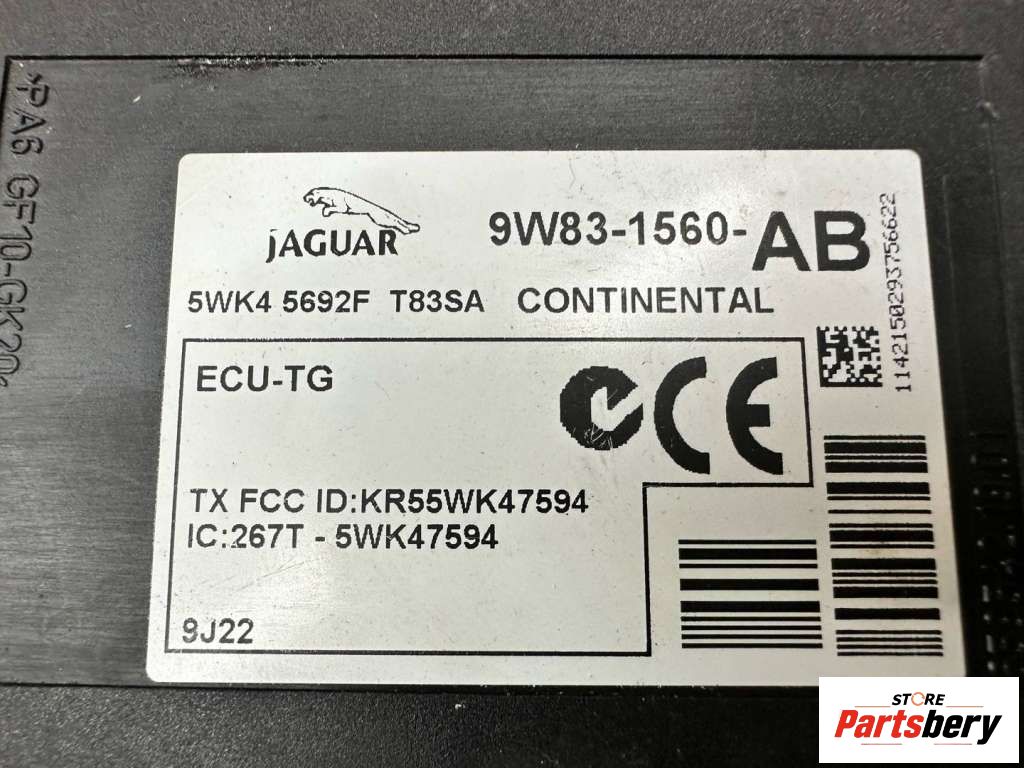 >PA6 GF10-GK20<
JAGUAR
9W83-1560-AB
5WK4 5692F T83SA CONTINENTAL
1142150293756622
ECU-TG
CE
TX FCC ID:KR55WK47594
IC:267T - 5WK47594
9J22
STORE
Partsbery